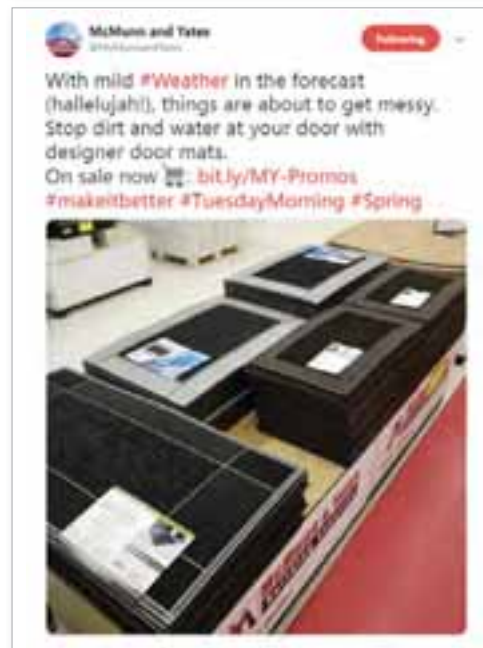 McMunn and Yates
@McMunnandYates
Following
With mild #Weather in the forecast
(hallelujah!), things are about to get messy.
Stop dirt and water at your door with
designer door mats.
On sale now 🛒: bit.ly/MY-Promos
#makeitbetter #TuesdayMorning #Spring